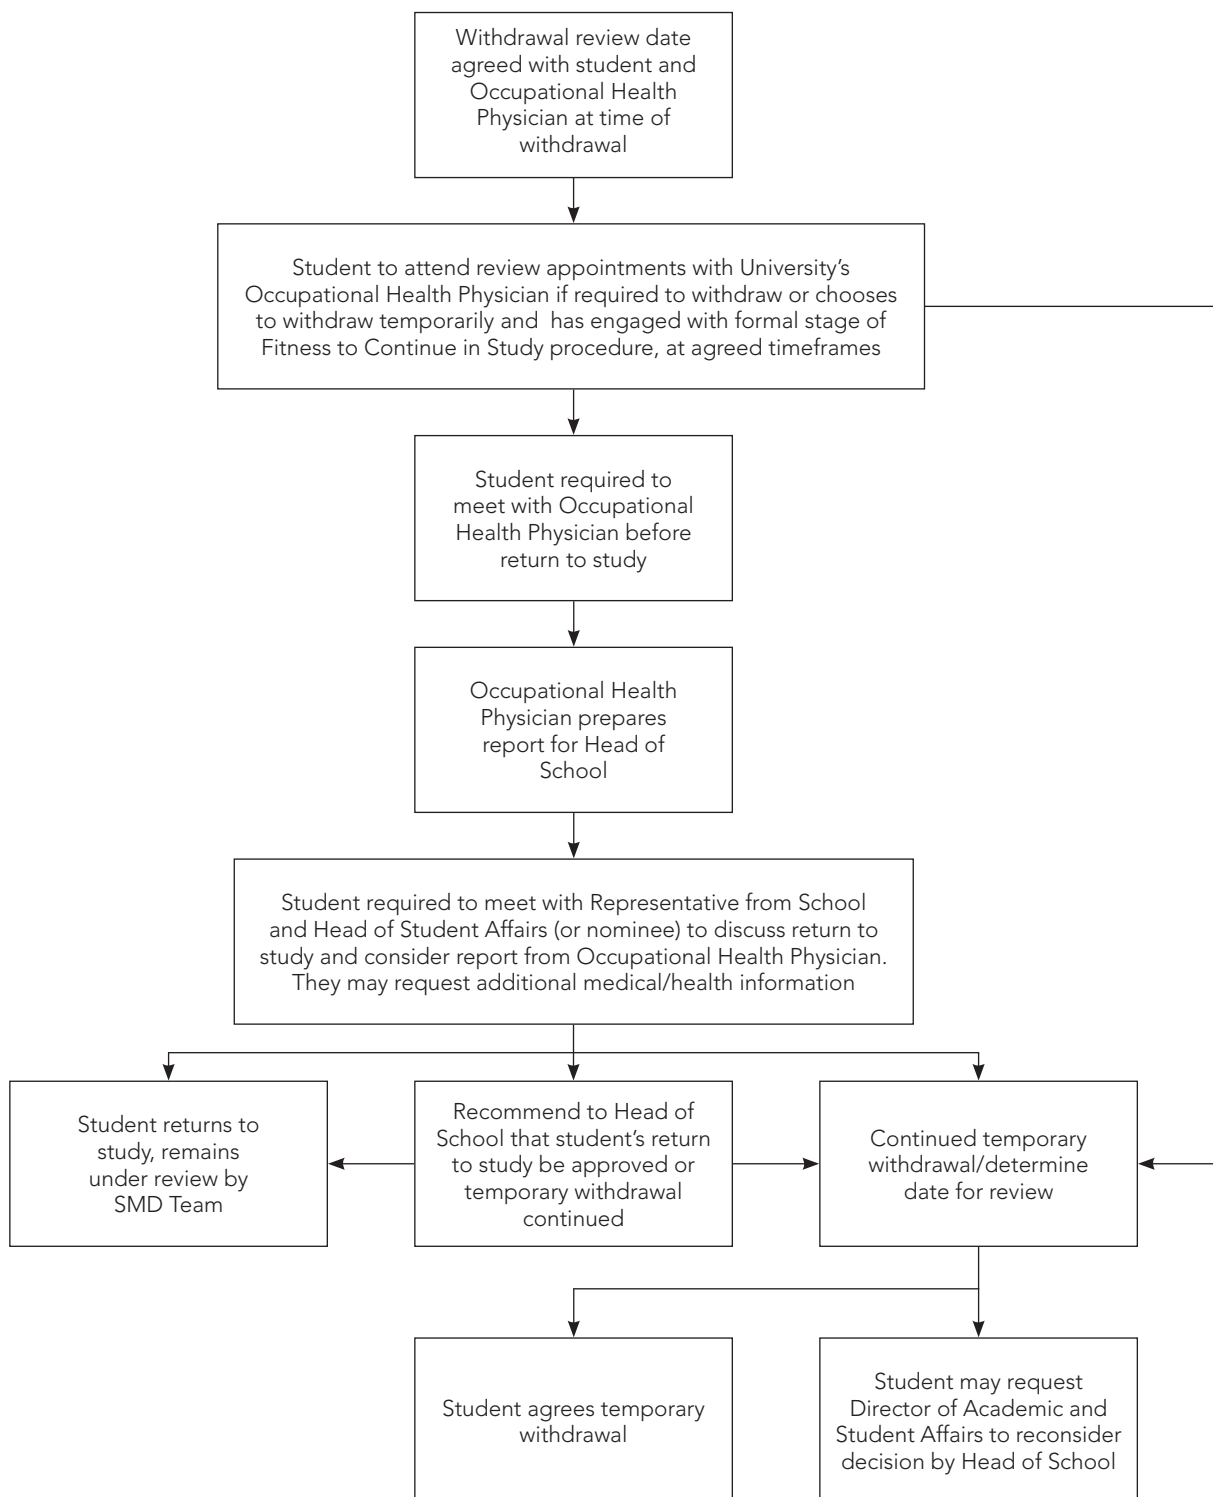 Withdrawal review date
agreed with student and
Occupational Health
Physician at time of
withdrawal
Student to attend review appointments with University’s
Occupational Health Physician if required to withdraw or chooses
to withdraw temporarily and  has engaged with formal stage of
Fitness to Continue in Study procedure, at agreed timeframes
Student required to
meet with Occupational
Health Physician before
return to study
Occupational Health
Physician prepares
report for Head of
School
Student required to meet with Representative from School
and Head of Student Affairs (or nominee) to discuss return to
study and consider report from Occupational Health Physician.
They may request additional medical/health information
Student returns to
study, remains
under review by
SMD Team
Recommend to Head of
School that student’s return
to study be approved or
temporary withdrawal
continued
Continued temporary
withdrawal/determine
date for review
Student agrees temporary
withdrawal
Student may request
Director of Academic and
Student Affairs to reconsider
decision by Head of School